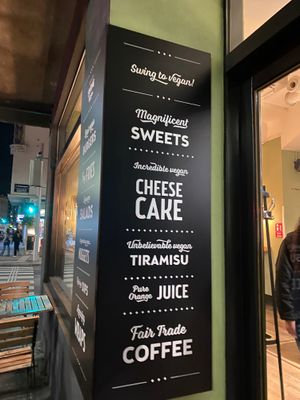 Swing to vegan!
Magnificent
SWEETS
Incredible vegan
CHEESE
CAKE
Unbelievable vegan
TIRAMISU
Pure
Orange
JUICE
Fair Trade
COFFEE